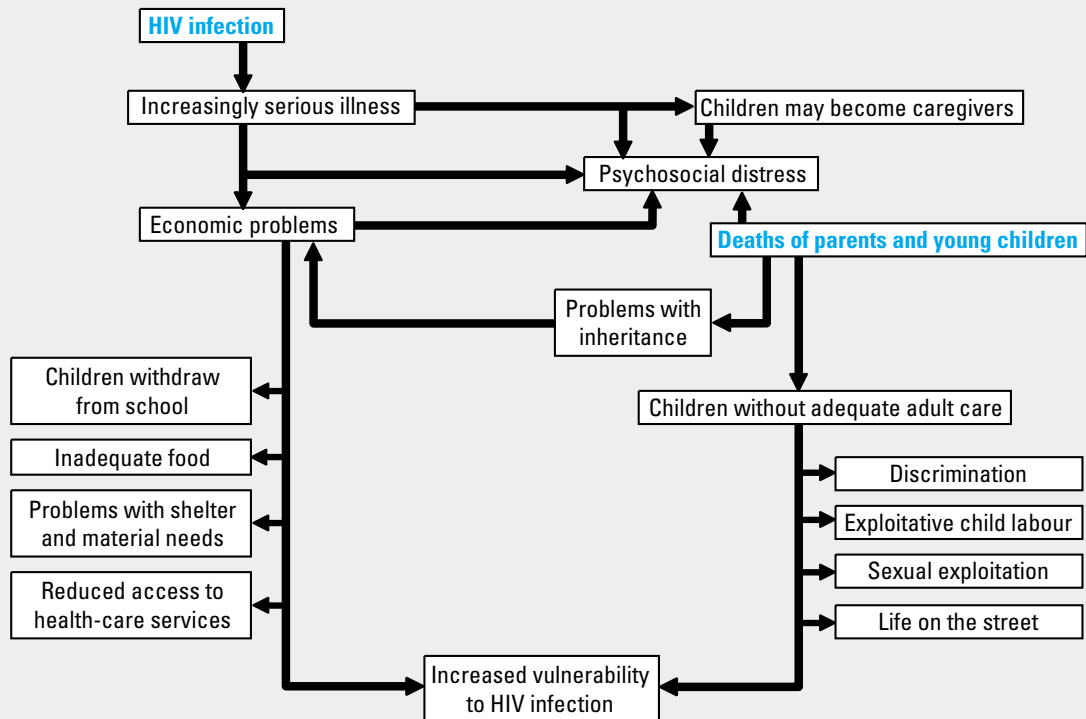 HIV infection
Increasingly serious illness
Children may become caregivers
Psychosocial distress
Economic problems
Deaths of parents and young children
Problems with
inheritance
Children withdraw
from school
Children without adequate adult care
Inadequate food
Discrimination
Problems with shelter
and material needs
Exploitative child labour
Sexual exploitation
Reduced access to
health-care services
Life on the street
Increased vulnerability
to HIV infection